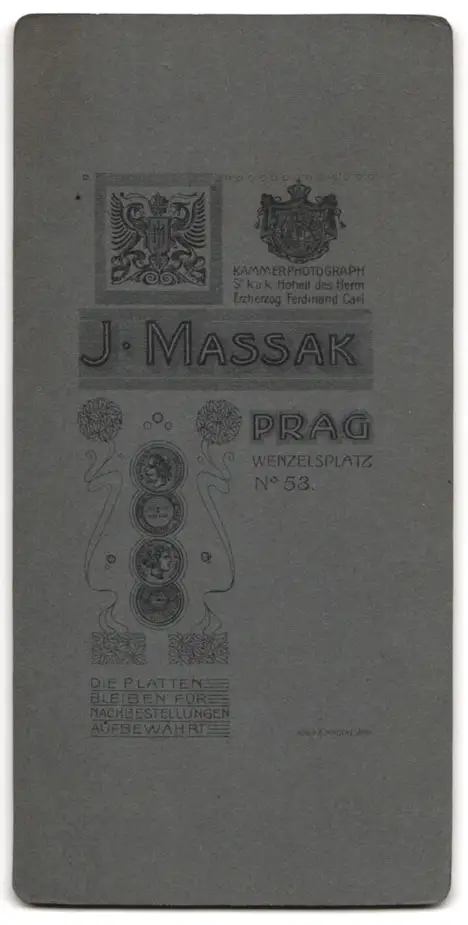 KAMMERPHOTOGRAPH
Sr k.u.k. Hoheit des Herrn
Erzherzog Ferdinand Carl
J. MASSAK
PRAG
WENZELSPLATZ
No 53.
DIE PLATTEN
BLEIBEN FÜR
NACHBESTELLUNGEN
AUFBEWAHRT